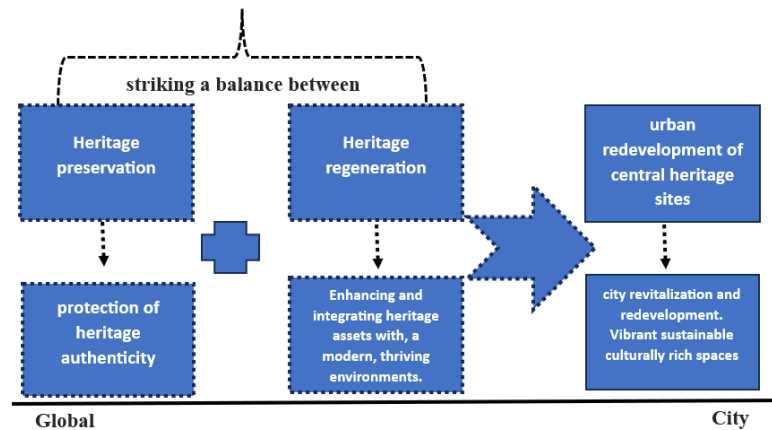 striking a balance between
Heritage
preservation
Heritage
regeneration
urban
redevelopment of
central heritage
sites
protection of
heritage
authenticity
Enhancing and
integrating heritage
assets with, a
modern, thriving
environments.
city revitalization and
redevelopment.
Vibrant sustainable
culturally rich spaces
Global
City